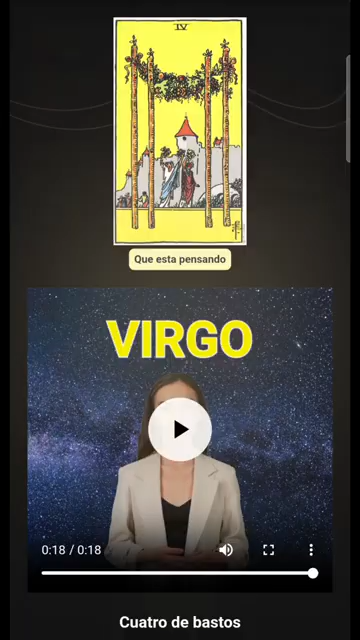 IV
Que esta pensando
VIRGO
0:18 / 0:18
Cuatro de bastos